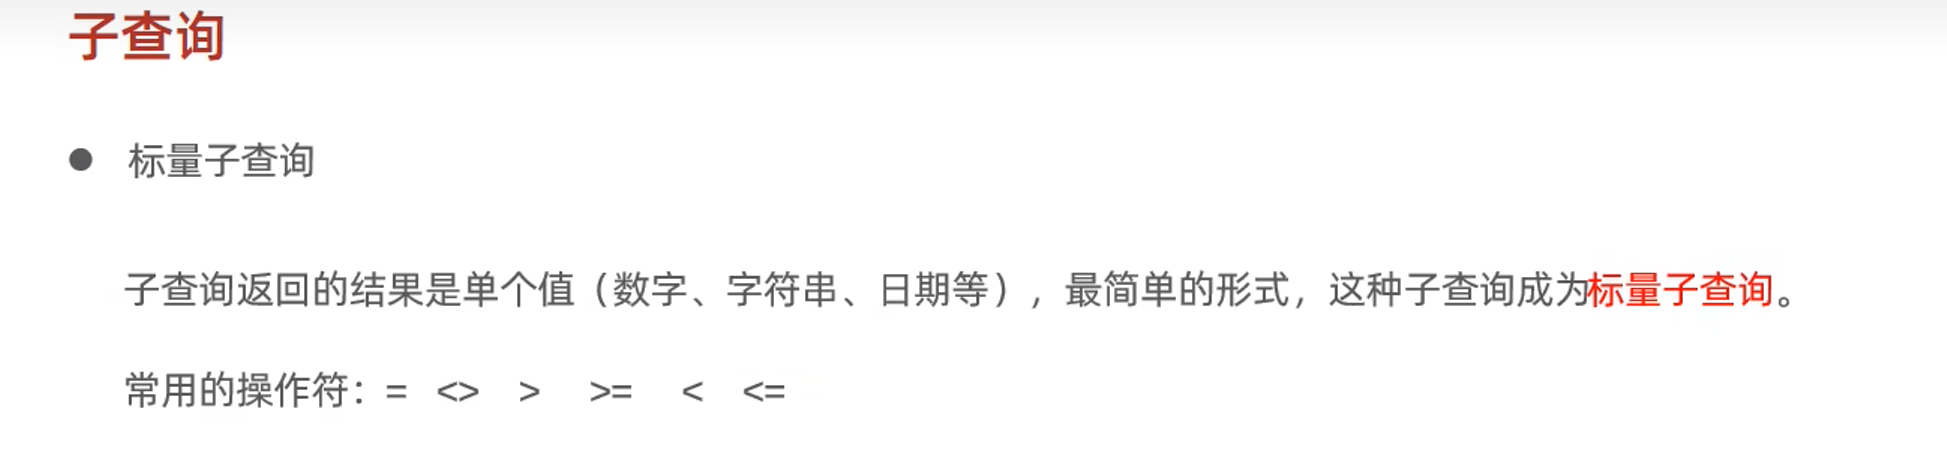 子查询
标量子查询
子查询返回的结果是单个值（数字、字符串、日期等），最简单的形式，这种子查询成为标量子查询。
常用的操作符：= <> > >= < <=